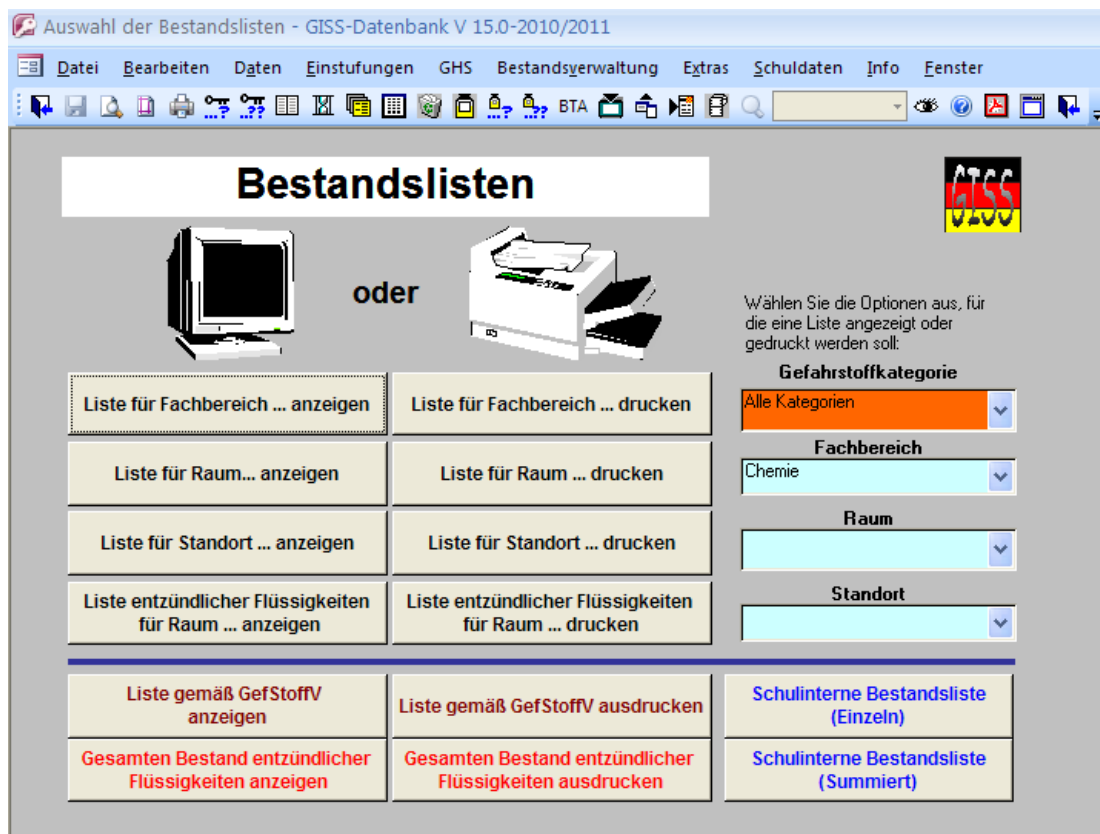 Auswahl der Bestandslisten - GISS-Datenbank V 15.0-2010/2011
Datei Bearbeiten Daten Einstufungen GHS Bestandsverwaltung Extras Schuldaten Info Fenster
BTA
Bestandslisten
GISS
oder
Wählen Sie die Optionen aus, für
die eine Liste angezeigt oder
gedruckt werden soll:
Gefahrstoffkategorie
Alle Kategorien
Liste für Fachbereich ... anzeigen
Liste für Fachbereich ... drucken
Fachbereich
Chemie
Liste für Raum... anzeigen
Liste für Raum ... drucken
Raum
Liste für Standort ... anzeigen
Liste für Standort ... drucken
Standort
Liste entzündlicher Flüssigkeiten
für Raum ... anzeigen
Liste entzündlicher Flüssigkeiten
für Raum ... drucken
Liste gemäß GefStoffV
anzeigen
Liste gemäß GefStoffV ausdrucken
Schulinterne Bestandsliste
(Einzeln)
Gesamten Bestand entzündlicher
Flüssigkeiten anzeigen
Gesamten Bestand entzündlicher
Flüssigkeiten ausdrucken
Schulinterne Bestandsliste
(Summiert)